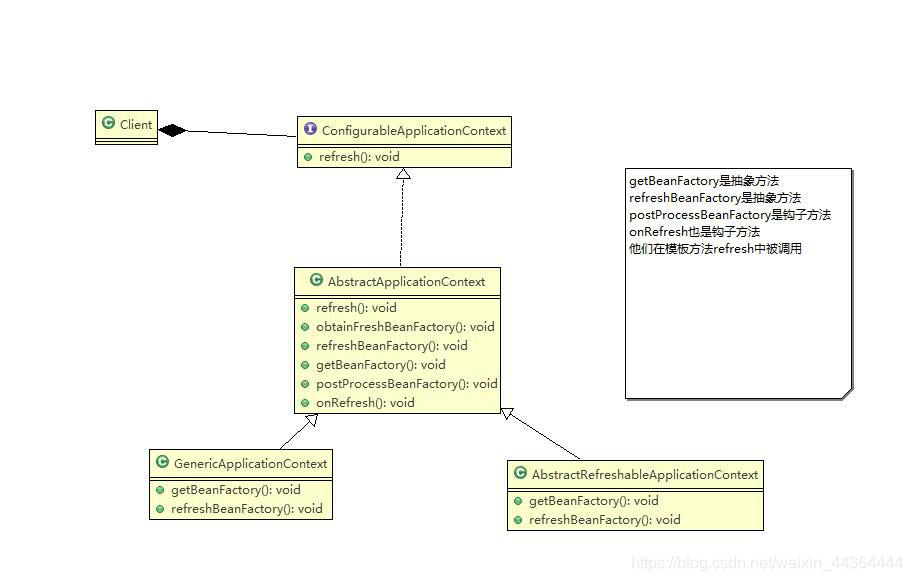 Client
ConfigurableApplicationContext
refresh(): void
getBeanFactory是抽象方法
refreshBeanFactory是抽象方法
postProcessBeanFactory是钩子方法
onRefresh也是钩子方法
他们在模板方法refresh中被调用
AbstractApplicationContext
refresh(): void
obtainFreshBeanFactory(): void
refreshBeanFactory(): void
getBeanFactory(): void
postProcessBeanFactory(): void
onRefresh(): void
GenericApplicationContext
getBeanFactory(): void
refreshBeanFactory(): void
AbstractRefreshableApplicationContext
getBeanFactory(): void
refreshBeanFactory(): void
https://blog.csdn.net/weixin_44364444